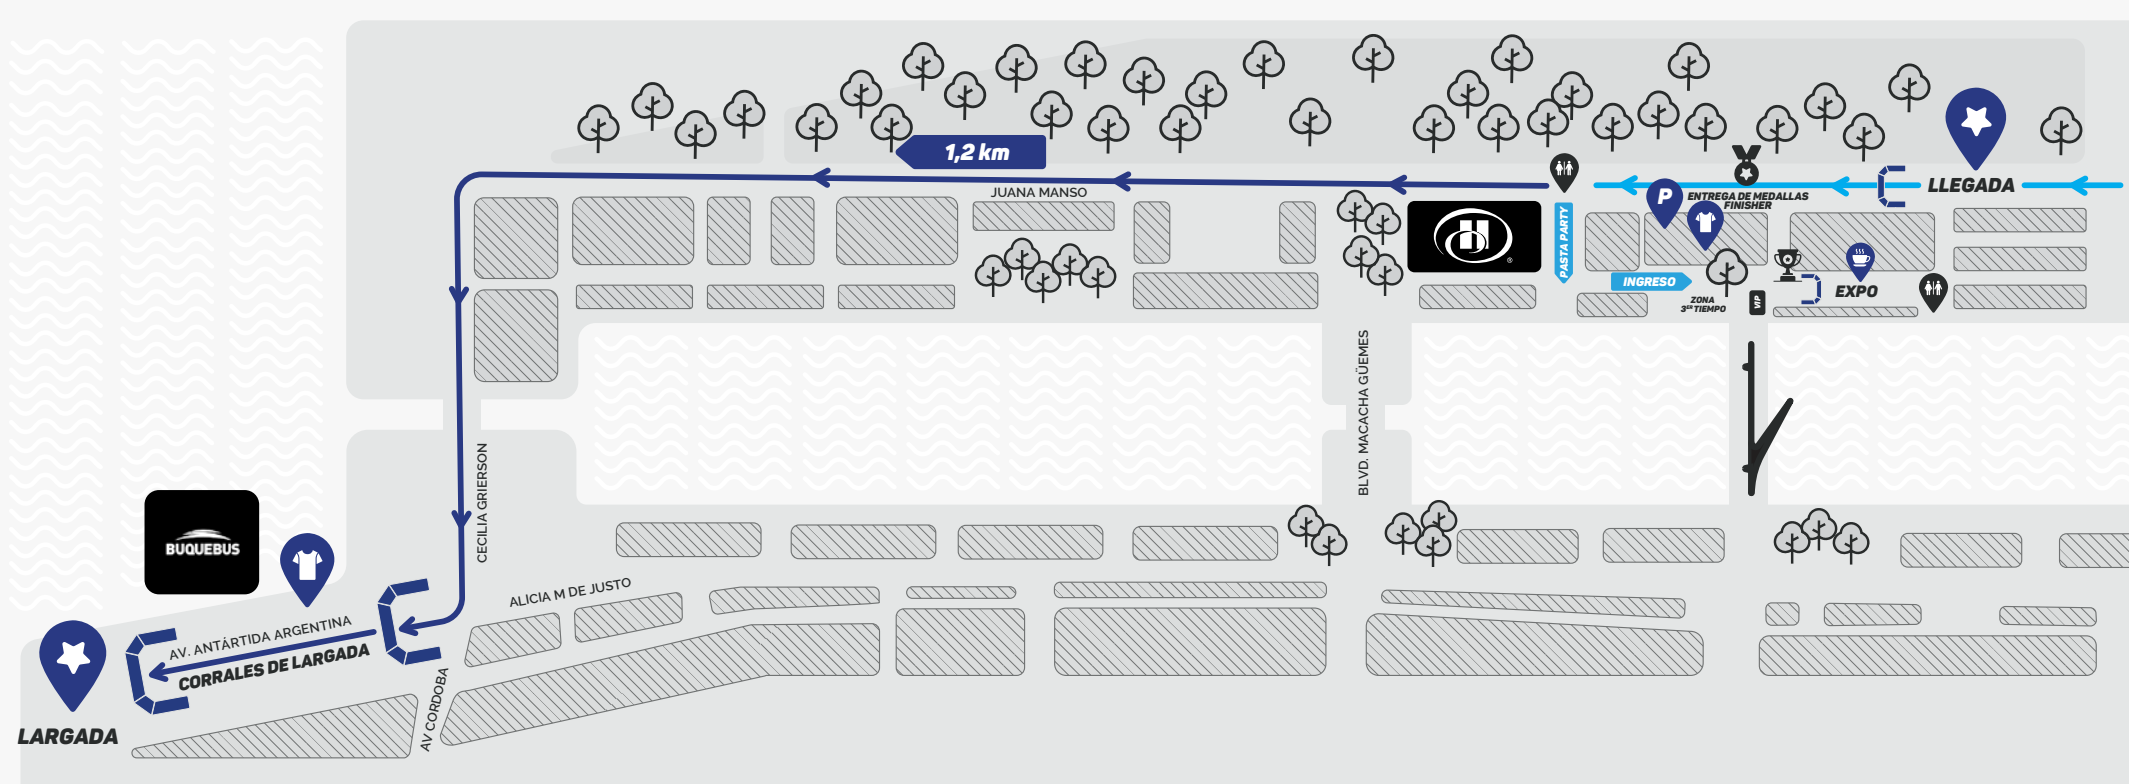 1,2 km
JUANA MANSO
LLEGADA
P
ENTREGA DE MEDALLAS
FINISHER
PASTA PARTY
H
®
INGRESO
ZONA
3ER TIEMPO
VIP
EXPO
BLVD. MACACHA GÜEMES
CECILIA GRIERSON
BUQUEBUS
ALICIA M DE JUSTO
AV. ANTÁRTIDA ARGENTINA
CORRALES DE LARGADA
AV CORDOBA
LARGADA